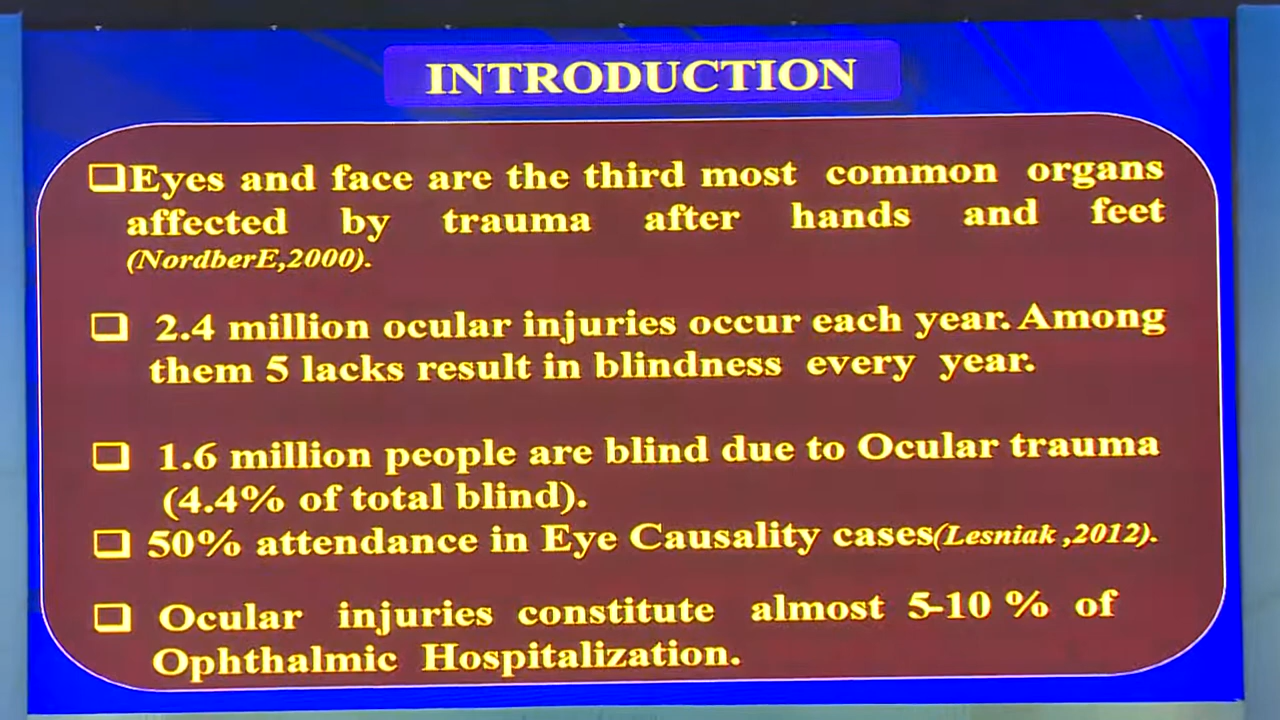 INTRODUCTION
❑Eyes and face are the third most common organs
affected by trauma after hands and feet
(NordberE,2000).
❑ 2.4 million ocular injuries occur each year. Among
them 5 lacks result in blindness every year.
❑ 1.6 million people are blind due to Ocular trauma
(4.4% of total blind).
❑ 50% attendance in Eye Causality cases(Lesniak ,2012).
❑ Ocular injuries constitute almost 5-10 % of
Ophthalmic Hospitalization.